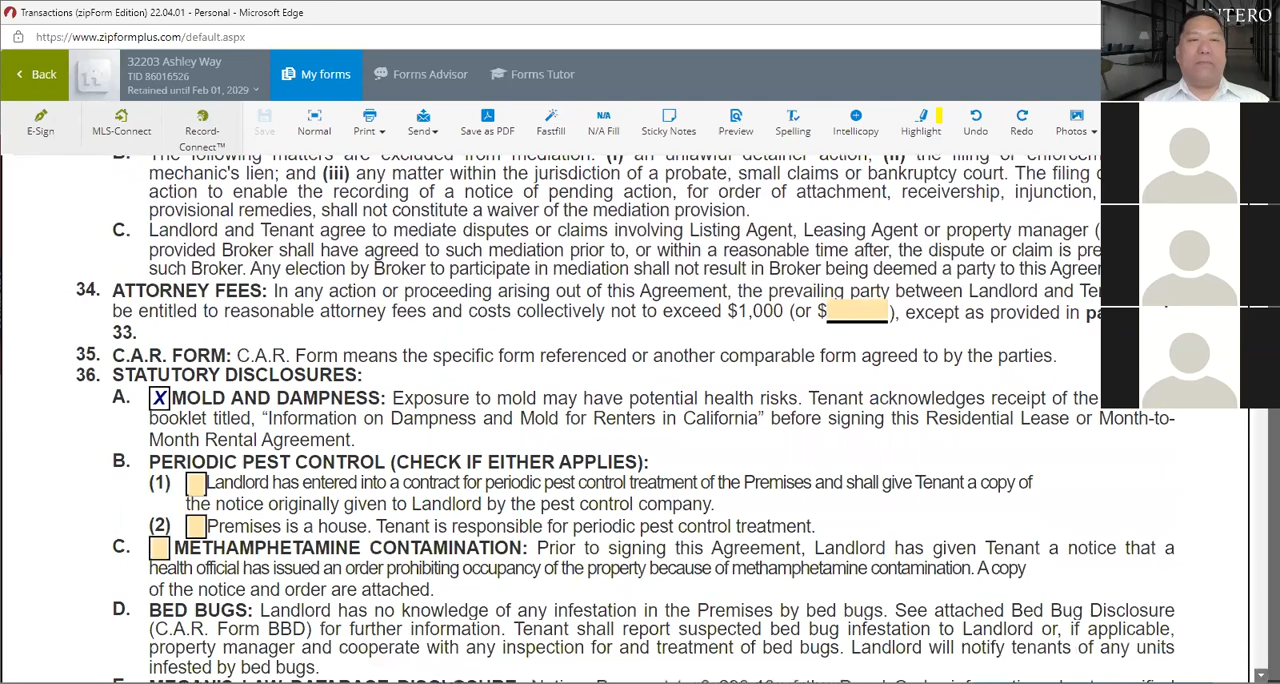 Transactions (zipForm Edition) 22.04.01 - Personal - Microsoft Edge
https://www.zipformplus.com/default.aspx
INTERO
Back
32203 Ashley Way
TID 86016526
Retained until Feb 01, 2029
My forms
Forms Advisor
Forms Tutor
E-Sign
MLS-Connect
Record-
Connect™
Save
Normal
Print
Send
Save as PDF
Fastfill
N/A
N/A Fill
Sticky Notes
Preview
Spelling
Intellicopy
Highlight
Undo
Redo
Photos
B. The following matters are excluded from mediation: (i) an unlawful detainer action; (ii) the filing or
mechanic's lien; and (iii) any matter within the jurisdiction of a probate, small claims or bankruptcy court. The filing
action to enable the recording of a notice of pending action, for order of attachment, receivership, injunction,
provisional remedies, shall not constitute a waiver of the mediation provision.
C. Landlord and Tenant agree to mediate disputes or claims involving Listing Agent, Leasing Agent or property manager (
provided Broker shall have agreed to such mediation prior to, or within a reasonable time after, the dispute or claim is
such Broker. Any election by Broker to participate in mediation shall not result in Broker being deemed a party to this
34. ATTORNEY FEES: In any action or proceeding arising out of this Agreement, the prevailing party between Landlord and
be entitled to reasonable attorney fees and costs collectively not to exceed $1,000 (or $ ), except as provided in
33.
35. C.A.R. FORM: C.A.R. Form means the specific form referenced or another comparable form agreed to by the parties.
36. STATUTORY DISCLOSURES:
A. X MOLD AND DAMPNESS: Exposure to mold may have potential health risks. Tenant acknowledges receipt of the
booklet titled, “Information on Dampness and Mold for Renters in California” before signing this Residential Lease or Month-to-
Month Rental Agreement.
B. PERIODIC PEST CONTROL (CHECK IF EITHER APPLIES):
(1) Landlord has entered into a contract for periodic pest control treatment of the Premises and shall give Tenant a copy of
the notice originally given to Landlord by the pest control company.
(2) Premises is a house. Tenant is responsible for periodic pest control treatment.
C. METHAMPHETAMINE CONTAMINATION: Prior to signing this Agreement, Landlord has given Tenant a notice that a
health official has issued an order prohibiting occupancy of the property because of methamphetamine contamination. A copy
of the notice and order are attached.
D. BED BUGS: Landlord has no knowledge of any infestation in the Premises by bed bugs. See attached Bed Bug Disclosure
(C.A.R. Form BBD) for further information. Tenant shall report suspected bed bug infestation to Landlord or, if applicable,
property manager and cooperate with any inspection for and treatment of bed bugs. Landlord will notify tenants of any units
infested by bed bugs.